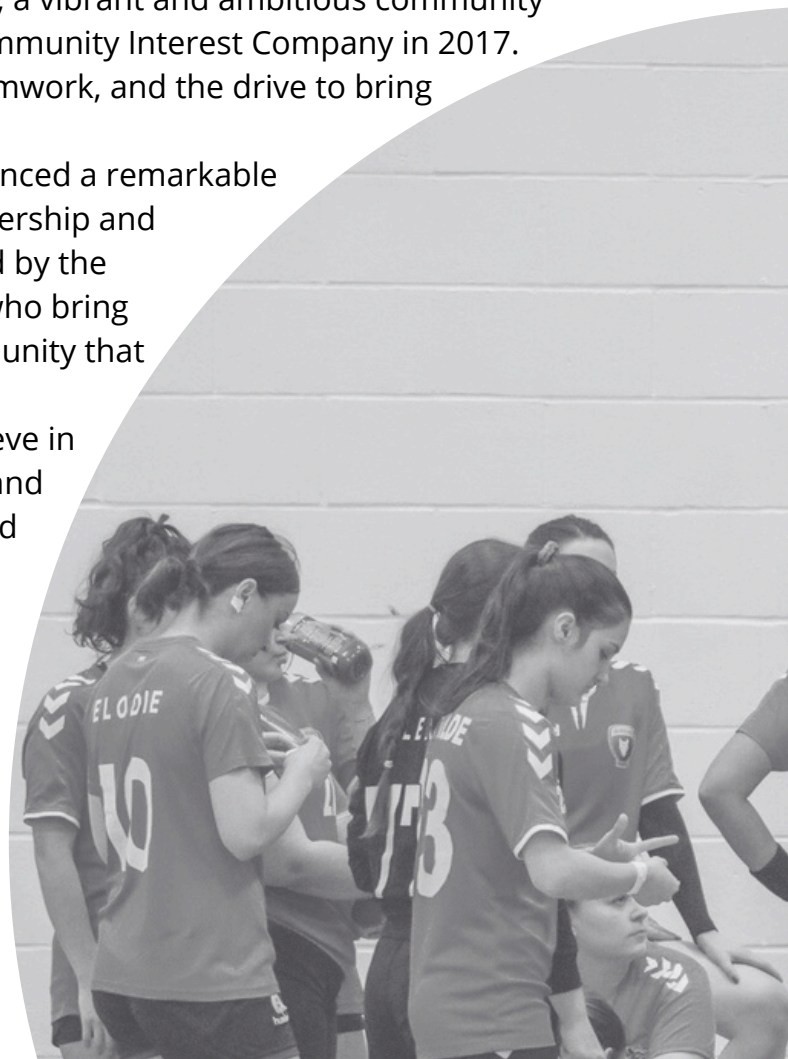 , a vibrant and ambitious community
mmunity Interest Company in 2017.
mwork, and the drive to bring
nced a remarkable
ership and
d by the
who bring
unity that
eve in
and
d
ELODIE
10
3